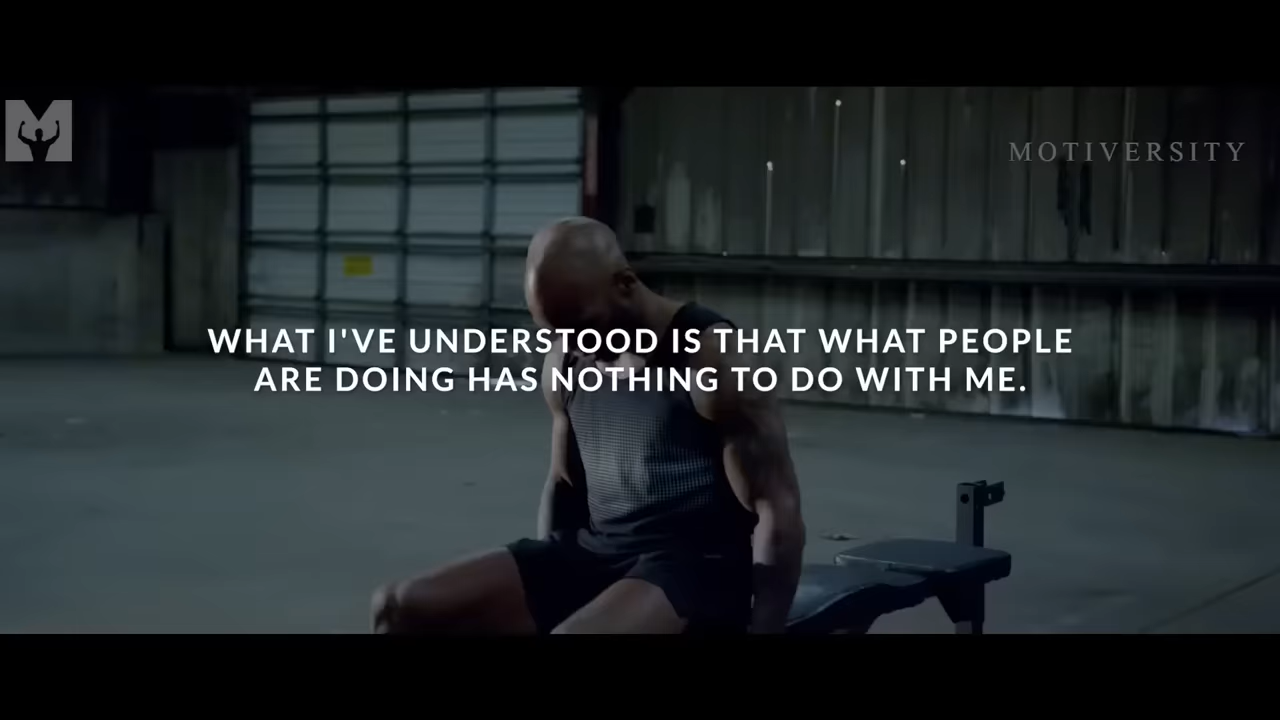 MOTIVERSITY
WHAT I'VE UNDERSTOOD IS THAT WHAT PEOPLE
ARE DOING HAS NOTHING TO DO WITH ME.